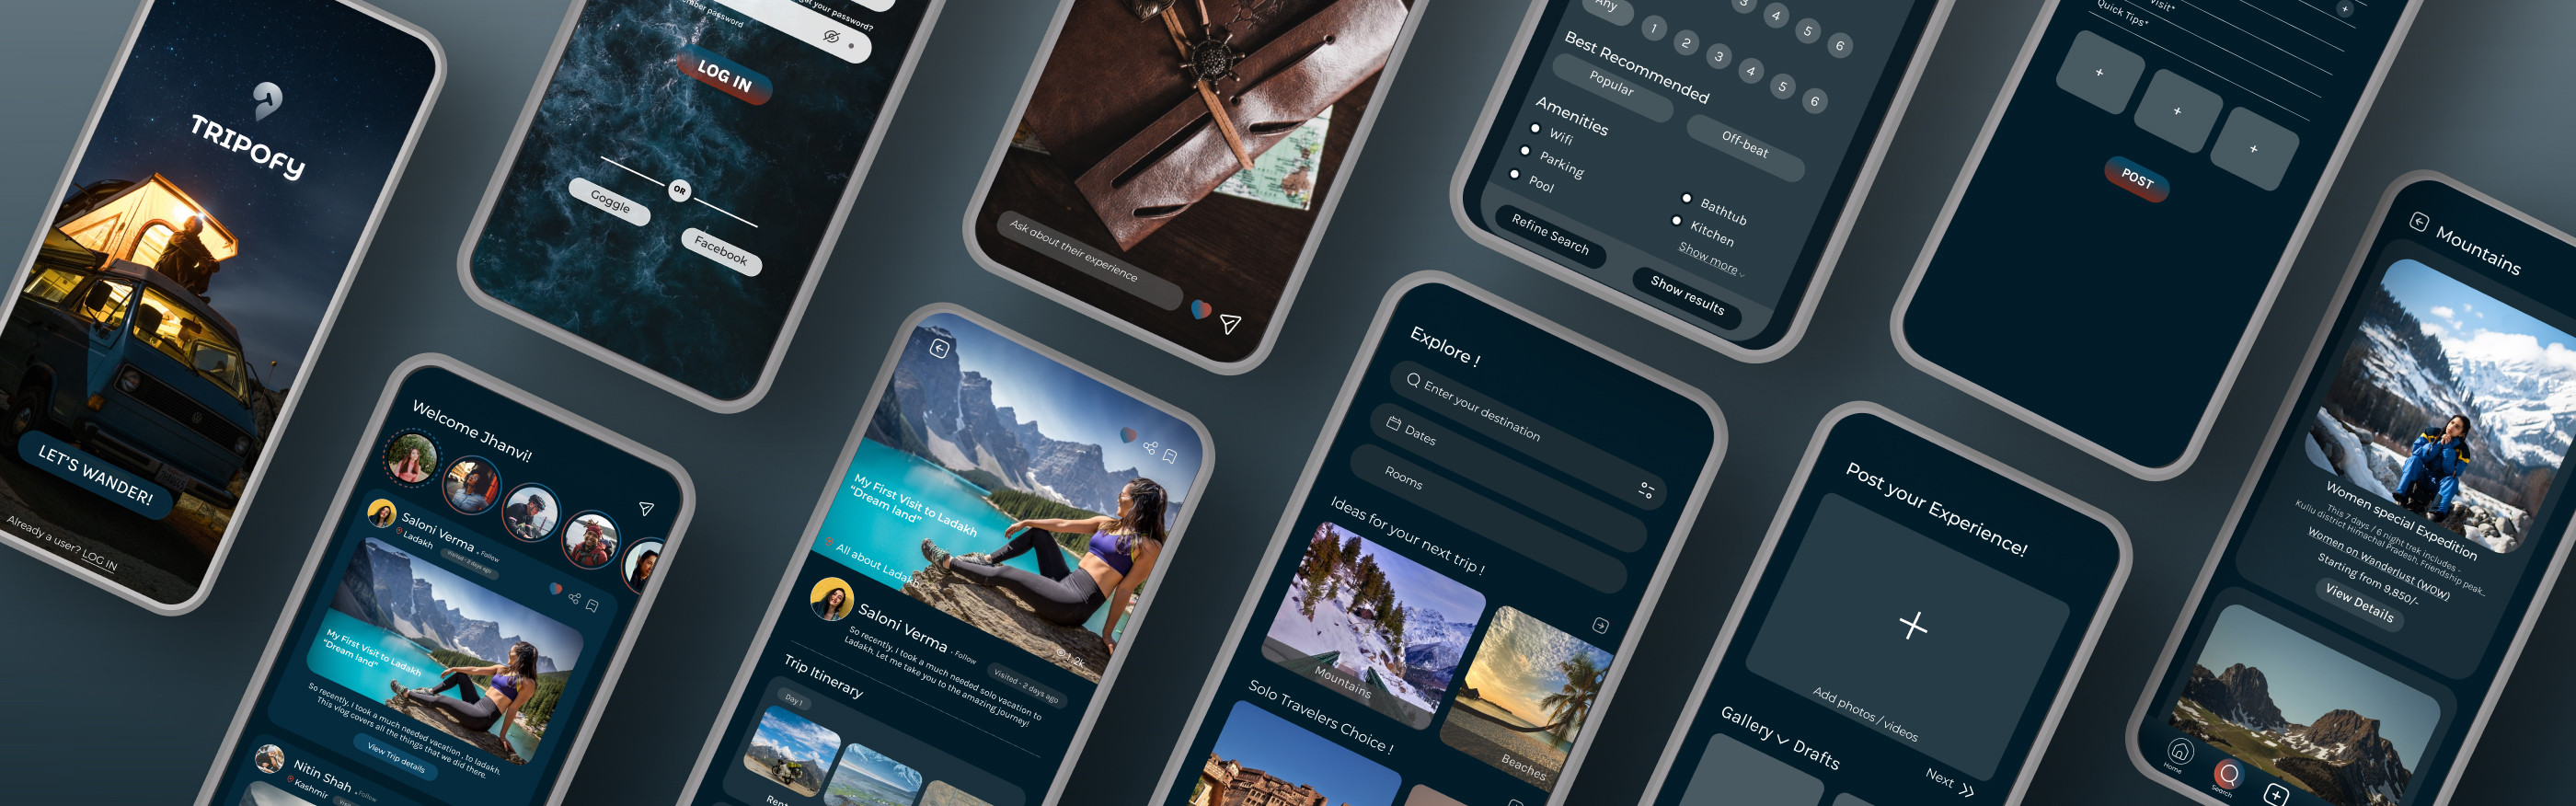 TRIPOFY
LET'S WANDER!
Already a user? LOG IN
get your password?
mber password
LOG IN
OR
Goggle
Facebook
Welcome Jhanvi!
Saloni Verma . Follow
Ladakh
Visited - 2 days ago
My First Visit to Ladakh
“Dream land”
So recently, I took a much needed vacation , to ladakh.
This vlog covers all the things that we did there.
View Trip details
Nitin Shah . Follow
Kashmir
Ask about their experience
My First Visit to Ladakh
“Dream land”
All about Ladakh
1.2k
Saloni Verma . Follow
Visited - 2 days ago
So recently, I took a much needed solo vacation to
Ladakh. Let me take you to the amazing journey!
Trip Itinerary
Day 1
Any
3 4 5 6
1 2 3 4 5 6
Best Recommended
Popular
Off-beat
Amenities
Wifi
Parking
Pool
Bathtub
Kitchen
Show more
Refine Search
Show results
Explore !
Enter your destination
Dates
Rooms
Ideas for your next trip !
Mountains
Beaches
Solo Travelers Choice !
Visit*
Quick Tips*
POST
Post your Experience!
Add photos / videos
Gallery
Drafts
Next
Mountains
Women special Expedition
This 7 days / 6 night trek includes -
Kullu district Himachal Pradesh, Friendship peak..
Women on Wanderlust (WOW)
Starting from 9,850/-
View Details
Home
Search